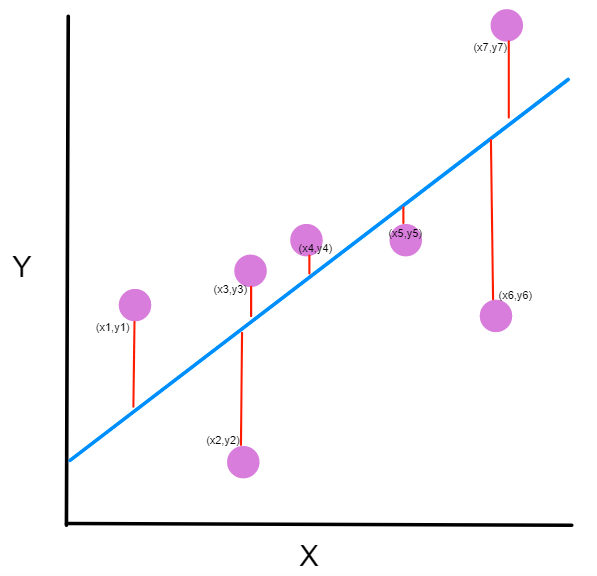 (x7,y7)
(x5,y5)
(x4,y4)
Y
(x3,y3)
(x6,y6)
(x1,y1)
(x2,y2)
X